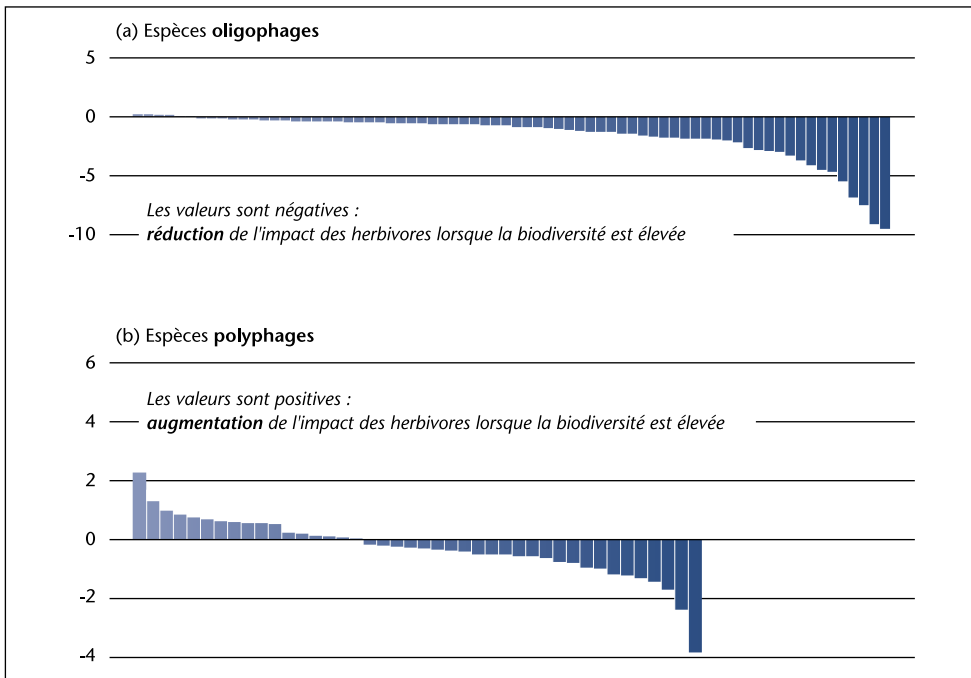 (a) Espèces oligophages
5
0
-5
Les valeurs sont négatives :
réduction de l'impact des herbivores lorsque la biodiversité est élevée
-10
(b) Espèces polyphages
6
Les valeurs sont positives :
4
augmentation de l'impact des herbivores lorsque la biodiversité est élevée
2
0
-2
-4